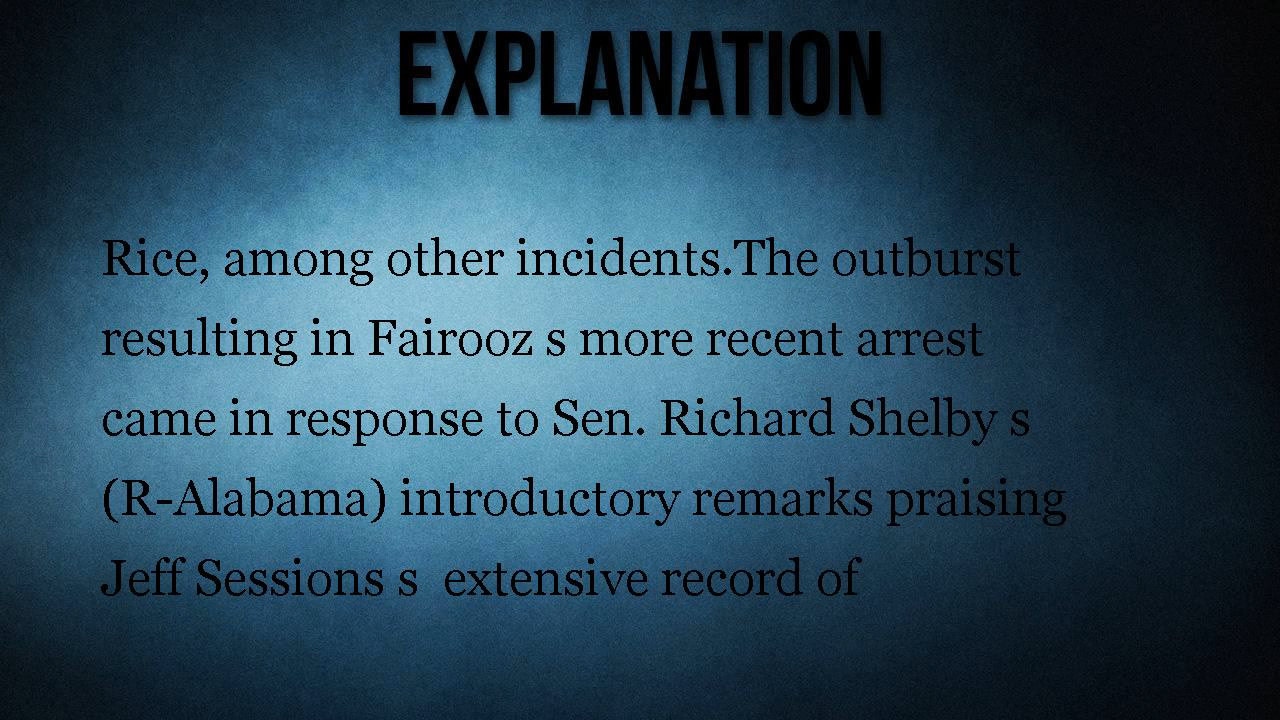 EXPLANATION
Rice, among other incidents.The outburst
resulting in Fairooz s more recent arrest
came in response to Sen. Richard Shelby s
(R-Alabama) introductory remarks praising
Jeff Sessions s  extensive record of